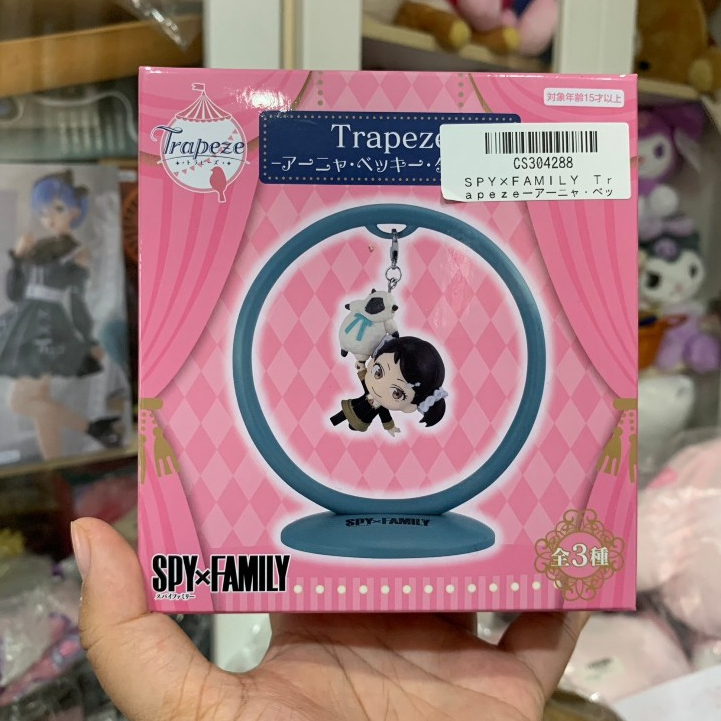 対象年齢15才以上
Trapeze
トラピーズ
Trapeze
-アーニャ・ベッキー・
CS304288
SPY×FAMILY Tr
apezeーアーニャ・ベッ
SPY×FAMILY
SPY×FAMILY
スパイファミリー
全3種